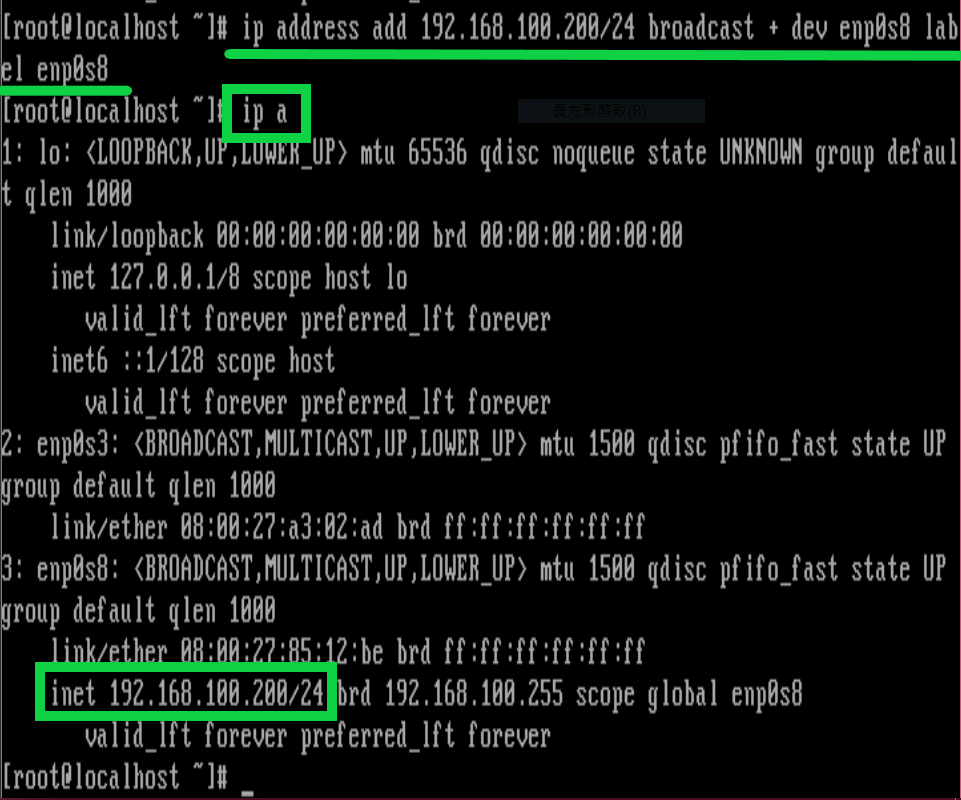 [root@localhost ~]# ip address add 192.168.100.200/24 broadcast + dev enp0s8 lab
el enp0s8
[root@localhost ~]# ip a
長方形剪取(R)
1: lo: <LOOPBACK,UP,LOWER_UP> mtu 65536 qdisc noqueue state UNKNOWN group defaul
t qlen 1000
link/loopback 00:00:00:00:00:00 brd 00:00:00:00:00:00
inet 127.0.0.1/8 scope host lo
valid_lft forever preferred_lft forever
inet6 ::1/128 scope host
valid_lft forever preferred_lft forever
2: enp0s3: <BROADCAST,MULTICAST,UP,LOWER_UP> mtu 1500 qdisc pfifo_fast state UP
group default qlen 1000
link/ether 08:00:27:a3:02:ad brd ff:ff:ff:ff:ff:ff
3: enp0s8: <BROADCAST,MULTICAST,UP,LOWER_UP> mtu 1500 qdisc pfifo_fast state UP
group default qlen 1000
link/ether 08:00:27:85:12:be brd ff:ff:ff:ff:ff:ff
inet 192.168.100.200/24 brd 192.168.100.255 scope global enp0s8
valid_lft forever preferred_lft forever
[root@localhost ~]# _